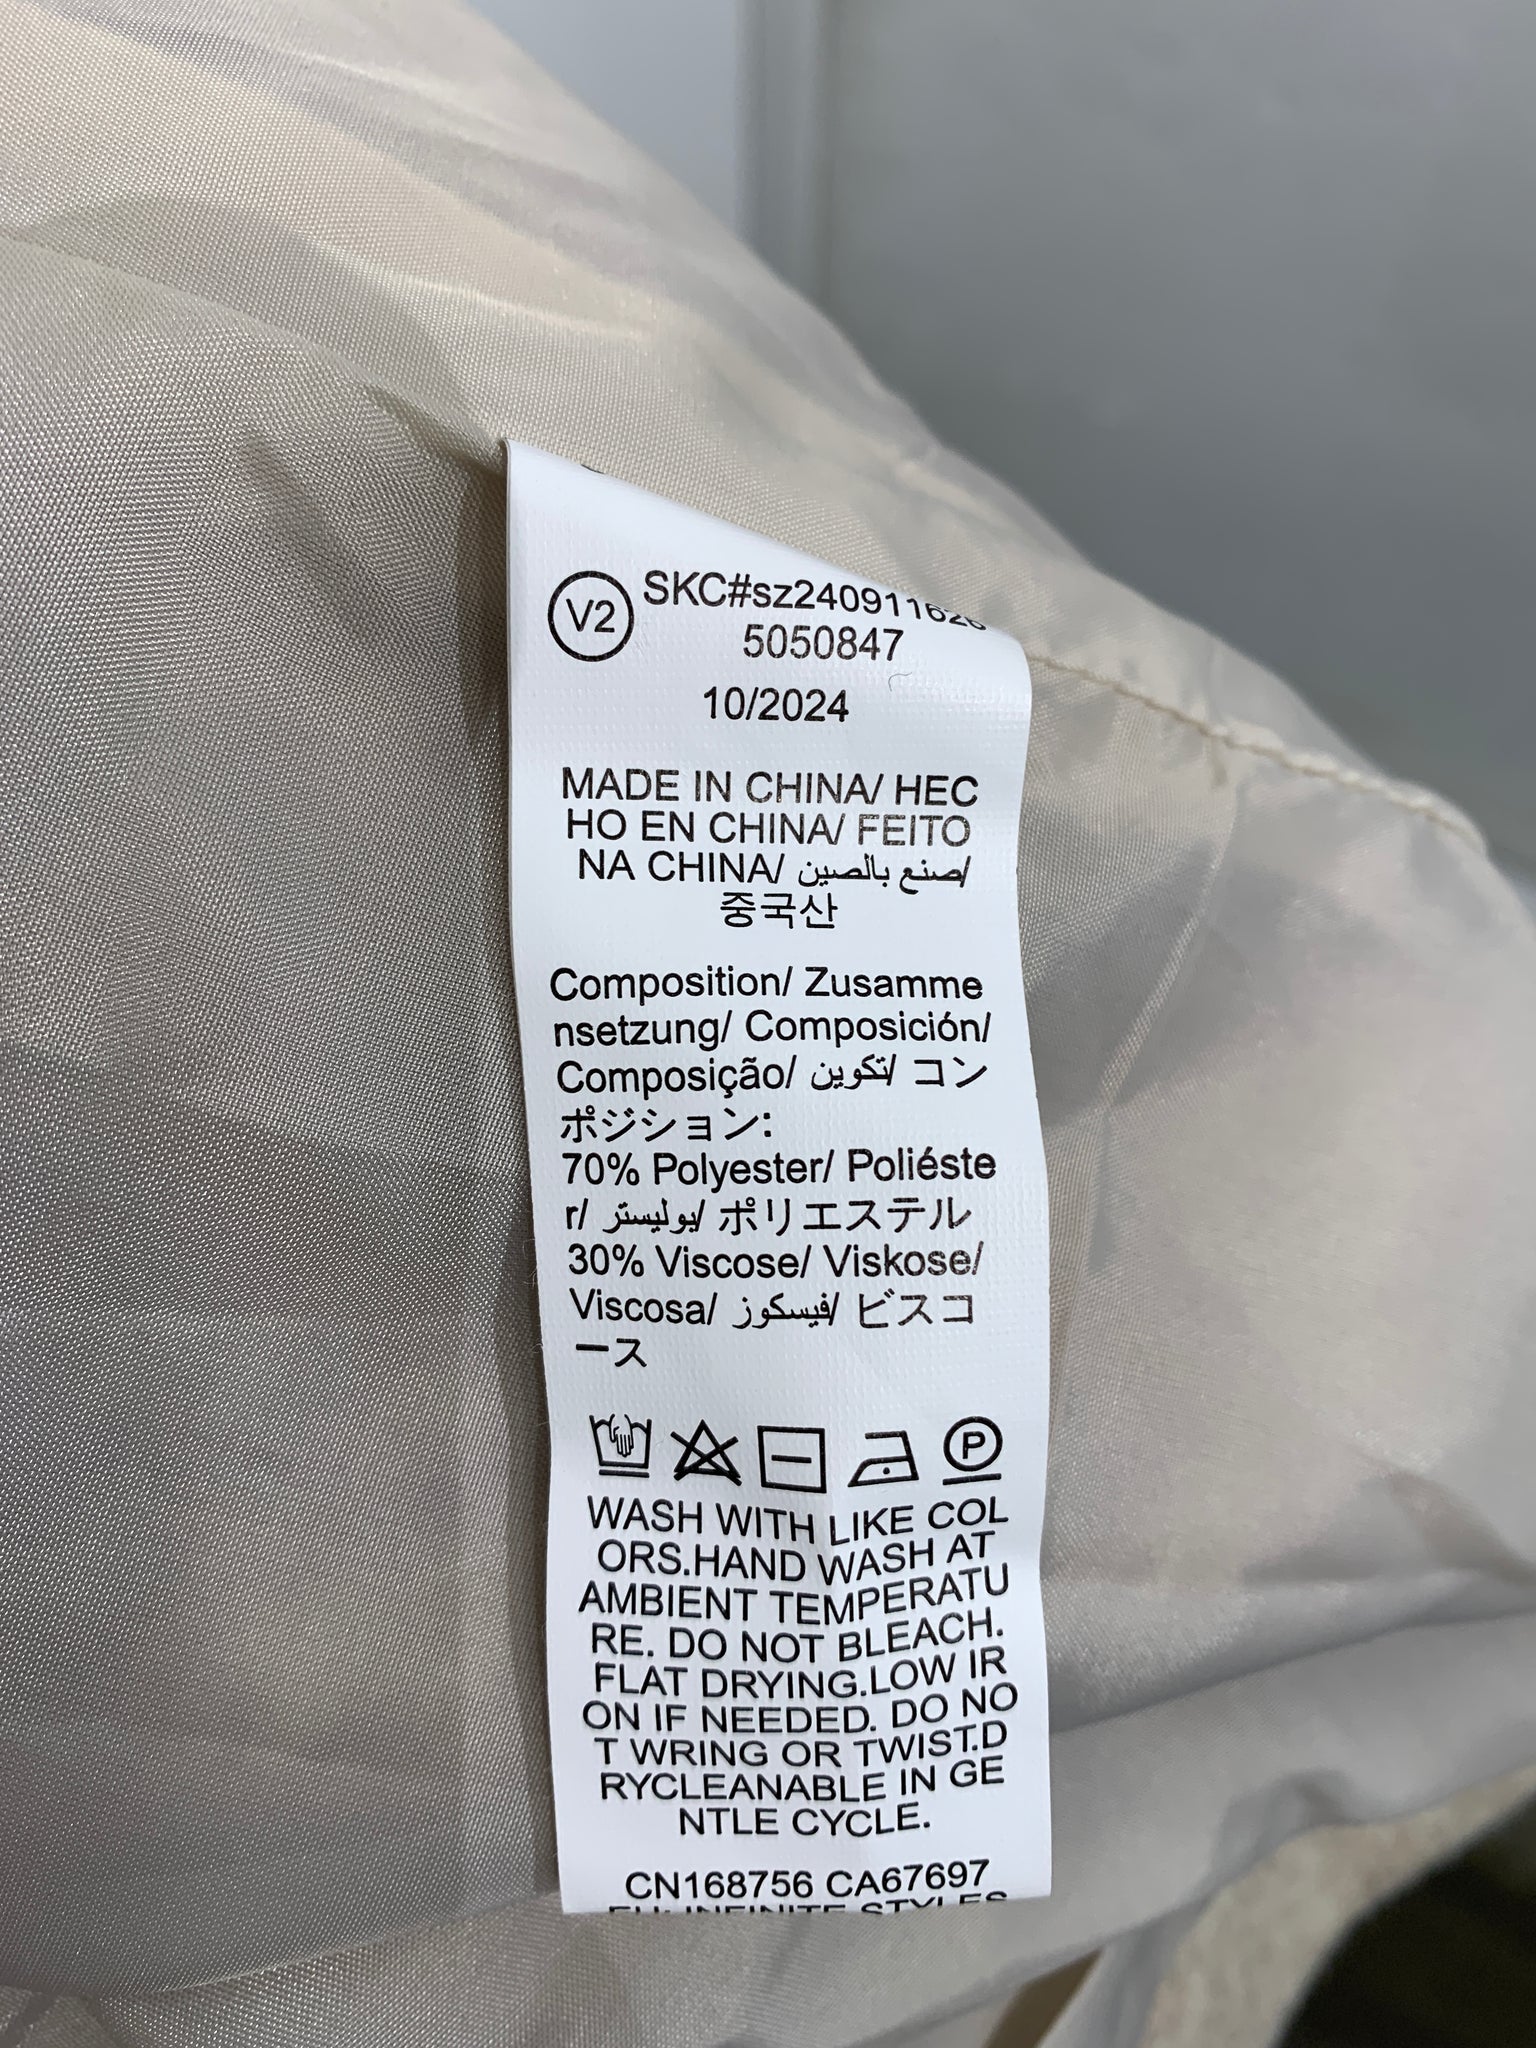 V2
SKC#sz240911626
5050847
10/2024
MADE IN CHINA/ HEC
HO EN CHINA/ FEITO
NA CHINA/ صنع بالصين/
중국산
Composition/ Zusamme
nsetzung/ Composición/
Composição/ تكوين/ コン
ポジション:
70% Polyester/ Poliéste
r/ بوليستر/ ポリエステル
30% Viscose/ Viskose/
Viscosa/ فيسكوز/ ビスコ
ース
P
WASH WITH LIKE COL
ORS.HAND WASH AT
AMBIENT TEMPERATU
RE. DO NOT BLEACH.
FLAT DRYING.LOW IR
ON IF NEEDED. DO NO
T WRING OR TWIST.D
RYCLEANABLE IN GE
NTLE CYCLE.
CN168756 CA67697
EU: INFINITE STYLES